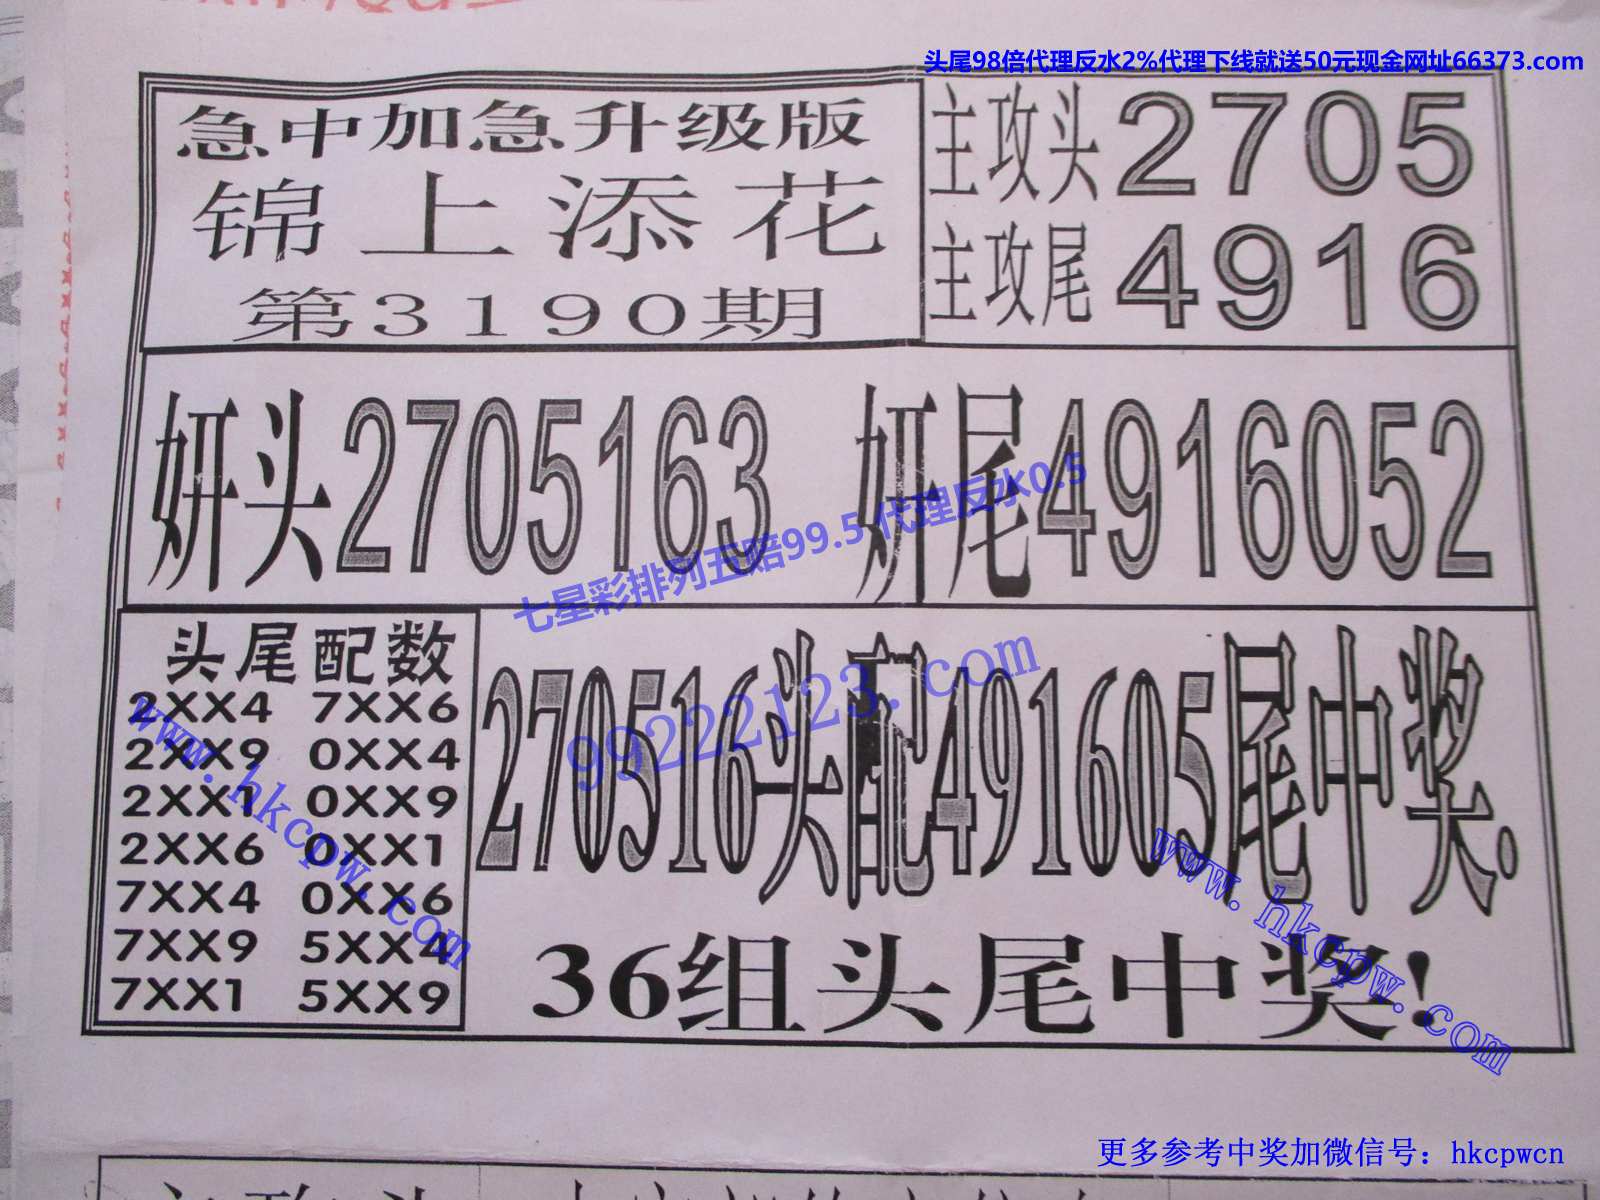 头尾98倍代理反水2%代理下线就送50元现金网址66373.com
急中加急升级版
锦上添花
第3190期
主攻头2705
主攻尾4916
妍头2705163 妍尾4916052
七星彩排列五赔99.5 代理反水0.5
99222123.com
头尾配数
2XX4 7XX6
2XX9 0XX4
2XX1 0XX9
2XX6 0XX1
7XX4 0XX6
7XX9 5XX4
7XX1 5XX9
270516头配491605尾中奖.
36组头尾中奖!
www.hkcpw.com
www.hkcpw.com
更多参考中奖加微信号：hkcpwcn